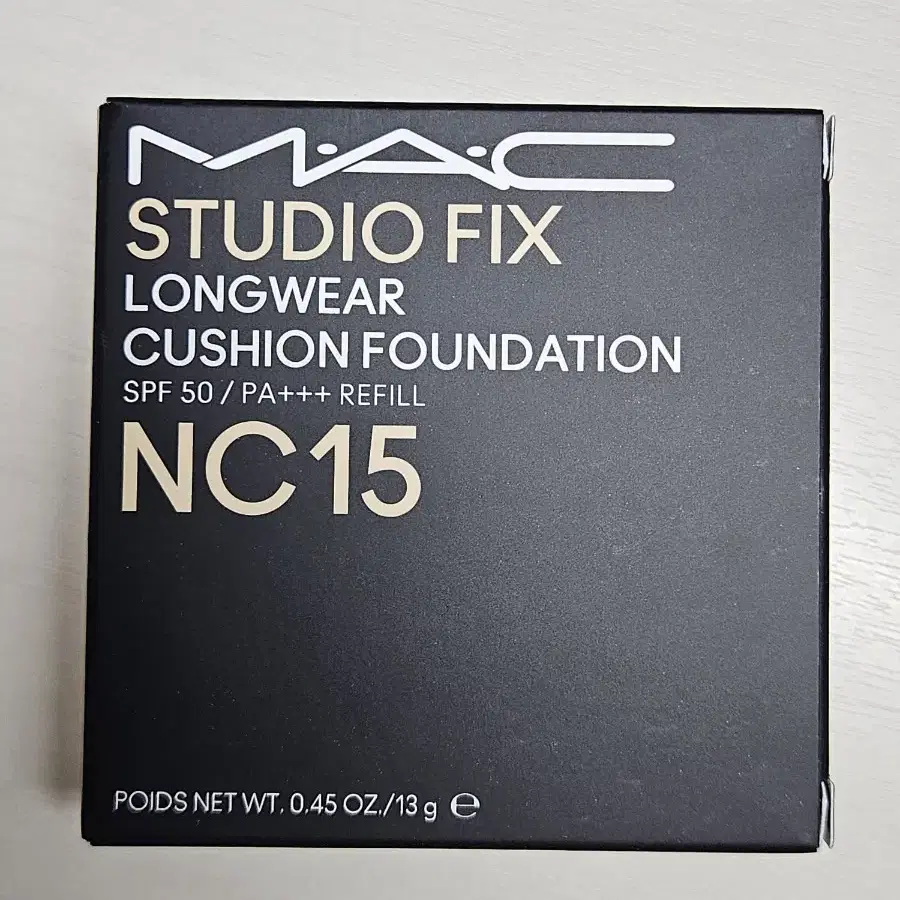 M·A·C
STUDIO FIX
LONGWEAR
CUSHION FOUNDATION
SPF 50 / PA+++ REFILL
NC15
POIDS NET WT. 0.45 OZ./13 g ℮